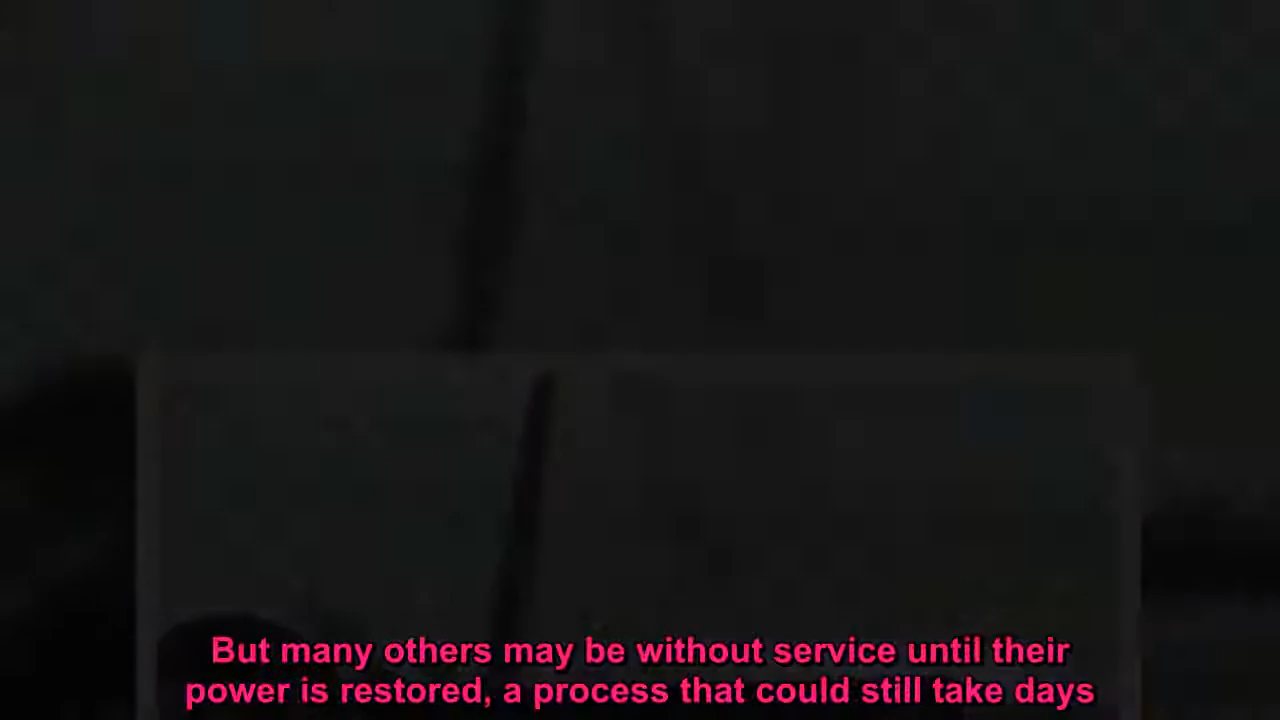 But many others may be without service until their
power is restored, a process that could still take days